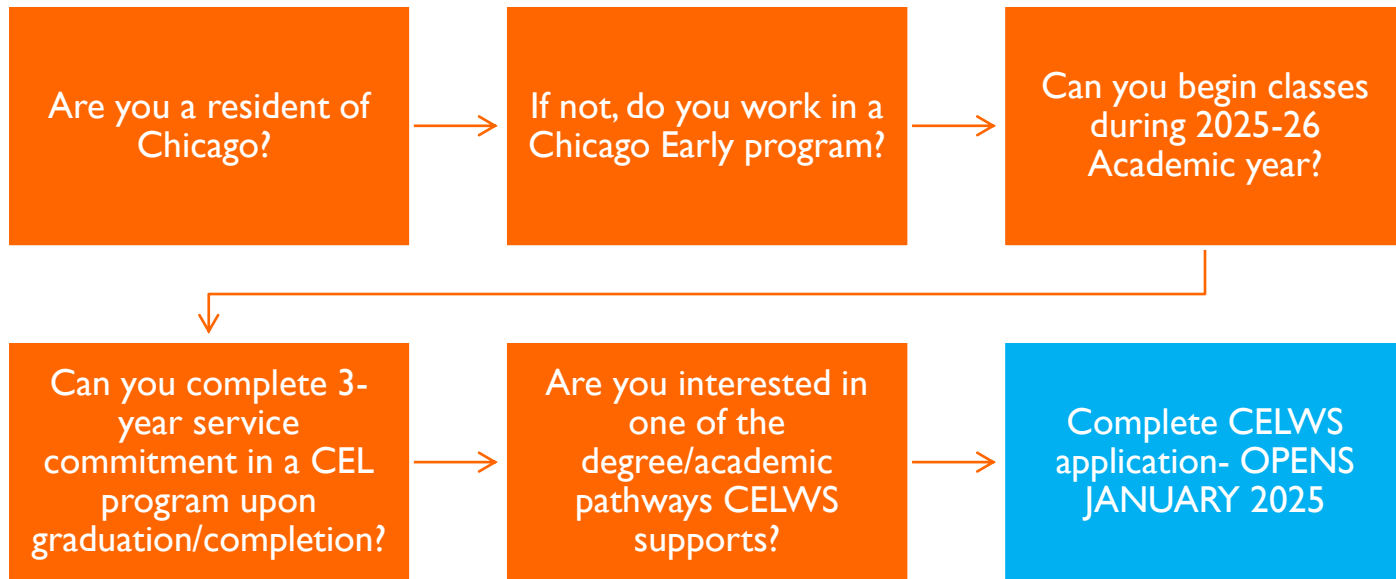 Are you a resident of
Chicago?
If not, do you work in a
Chicago Early program?
Can you begin classes
during 2025-26
Academic year?
Can you complete 3-
year service
commitment in a CEL
program upon
graduation/completion?
Are you interested in
one of the
degree/academic
pathways CELWS
supports?
Complete CELWS
application- OPENS
JANUARY 2025